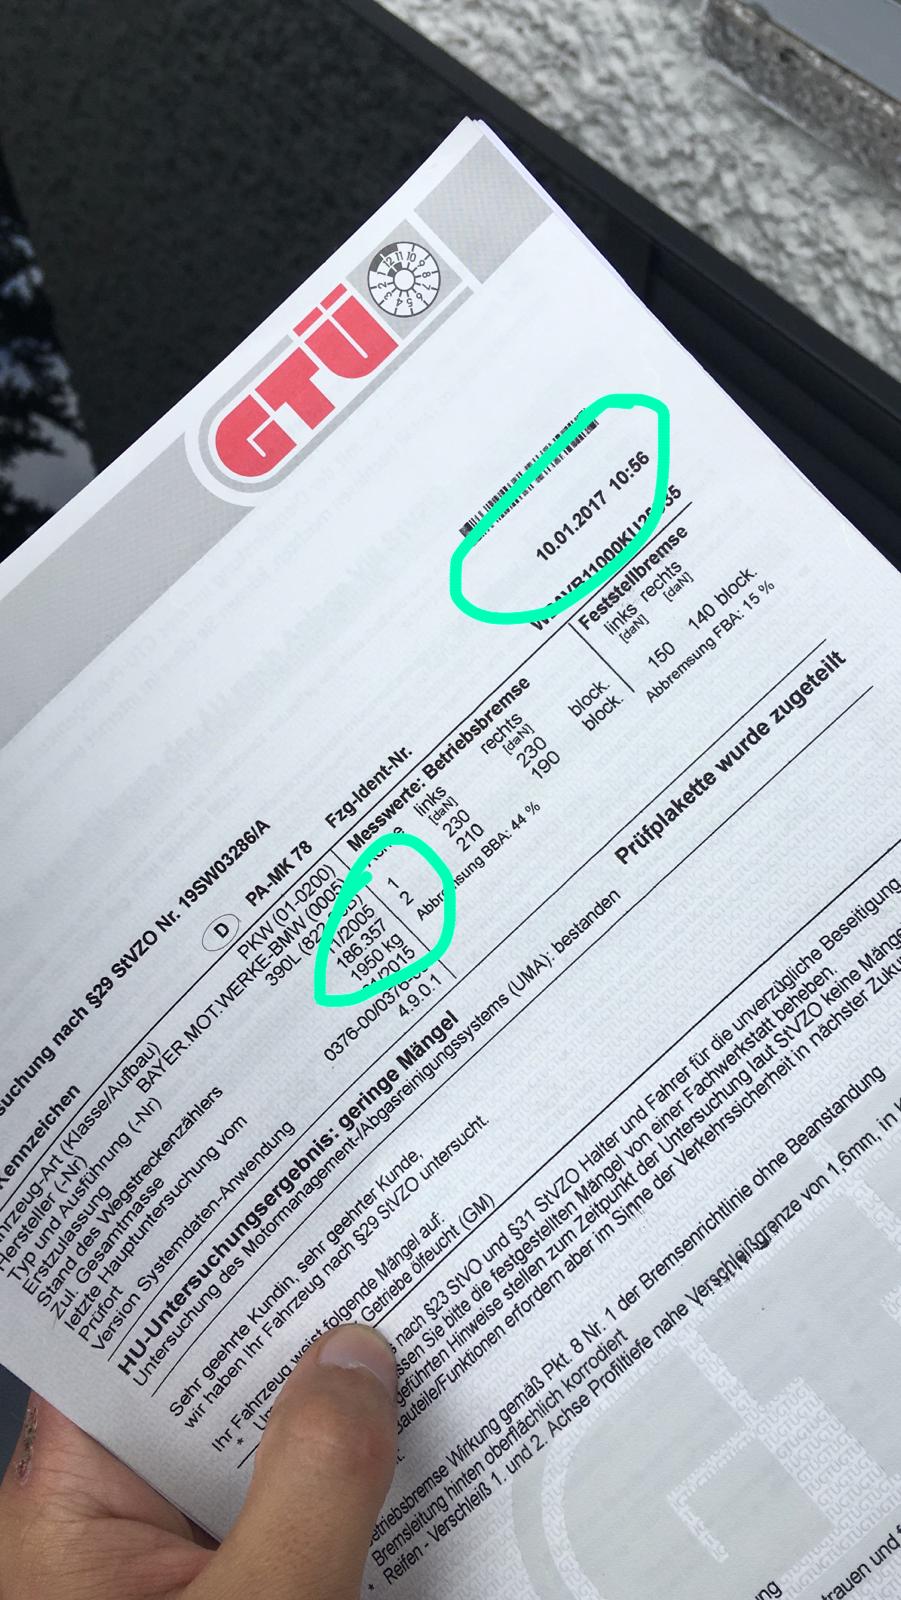 GTÜ
10.01.2017 10:56
suchung nach §29 StVZO Nr. 19SW03286/A
Kennzeichen D PA-MK 78 Fzg-Ident-Nr.
Fahrzeug-Art (Klasse/Aufbau) PKW (01-0200)
Hersteller (-Nr) BAYER.MOT.WERKE-BMW (0005)
Typ und Ausführung (-Nr) 390L
Erstzulassung 11/2005
Stand des Wegstreckenzählers 186.357
Zul. Gesamtmasse 1950 kg
letzte Hauptuntersuchung vom 01/2015
Prüfort
Version Systemdaten-Anwendung 4.9.0.1
Messwerte: Betriebsbremse Feststellbremse
links rechts links rechts
[daN] [daN] [daN] [daN]
1 230 230 block.
2 210 190 block. 150 140 block.
Abbremsung BBA: 44 % Abbremsung FBA: 15 %
HU-Untersuchungsergebnis: geringe Mängel Prüfplakette wurde zugeteilt
Untersuchung des Motormanagement-/Abgasreinigungssystems (UMA): bestanden
Sehr geehrte Kundin, sehr geehrter Kunde,
wir haben Ihr Fahrzeug nach §29 StVZO untersucht.
Ihr Fahrzeug weist folgende Mängel auf:
* Getriebe ölfeucht (GM)
nach §23 StVO und §31 StVZO Halter und Fahrer für die unverzügliche Beseitigung
ssen Sie bitte die festgestellten Mängel von einer Fachwerkstatt beheben.
geführten Hinweise stellen zum Zeitpunkt der Untersuchung laut StVZO keine Mänge
Bauteile/Funktionen erfordern aber im Sinne der Verkehrssicherheit in nächster Zuku
Betriebsbremse Wirkung gemäß Pkt. 8 Nr. 1 der Bremsenrichtlinie ohne Beanstandung
Bremsleitung hinten oberflächlich korrodiert
* Reifen - Verschleiß 1. und 2. Achse Profiltiefe nahe Verschleißgrenze von 1,6mm, in